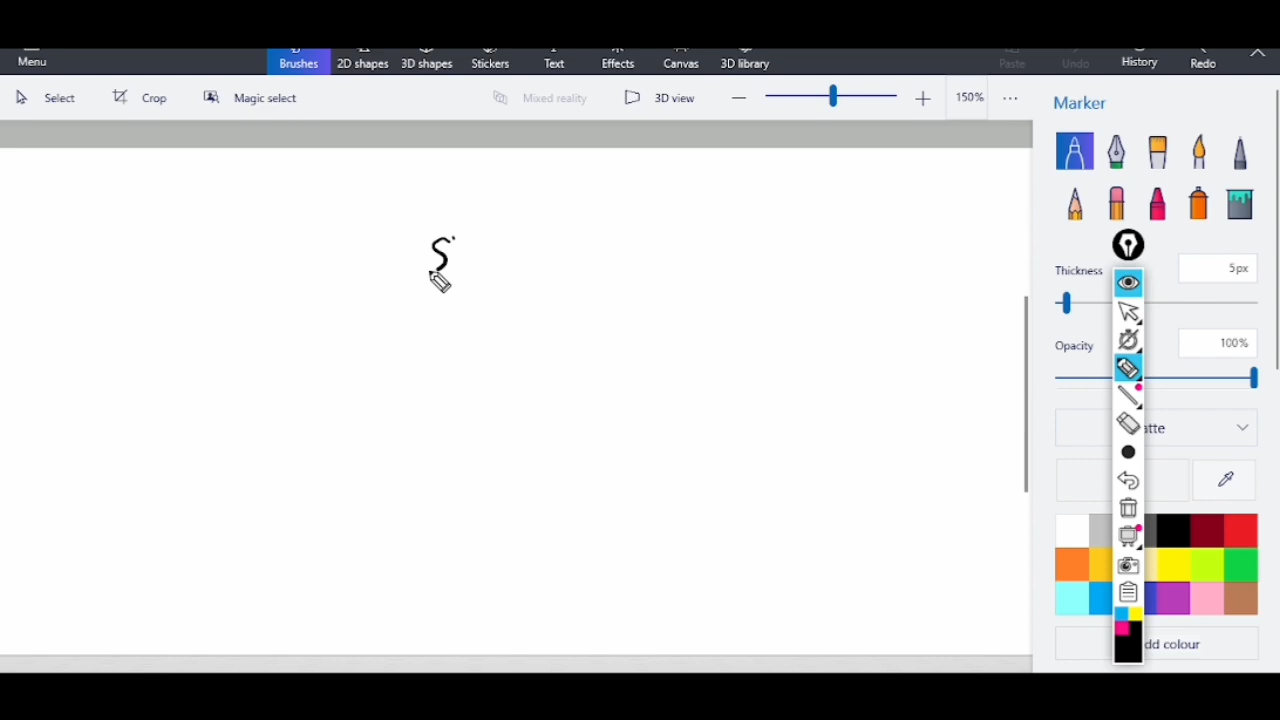 Menu
Brushes 2D shapes 3D shapes Stickers Text Effects Canvas 3D library Paste Undo History Redo
Select Crop Magic select Mixed reality 3D view 150%
Marker
S
Thickness 5px
Opacity 100%
atte
dd colour